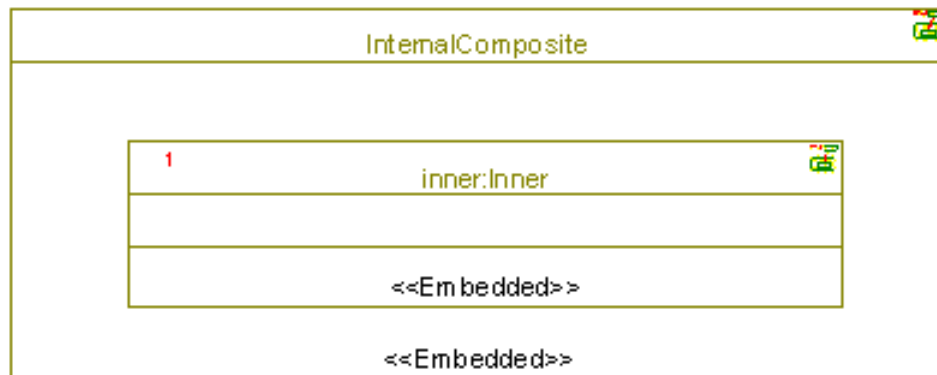 InternalComposite
1
inner:Inner
<<Embedded>>
<<Embedded>>